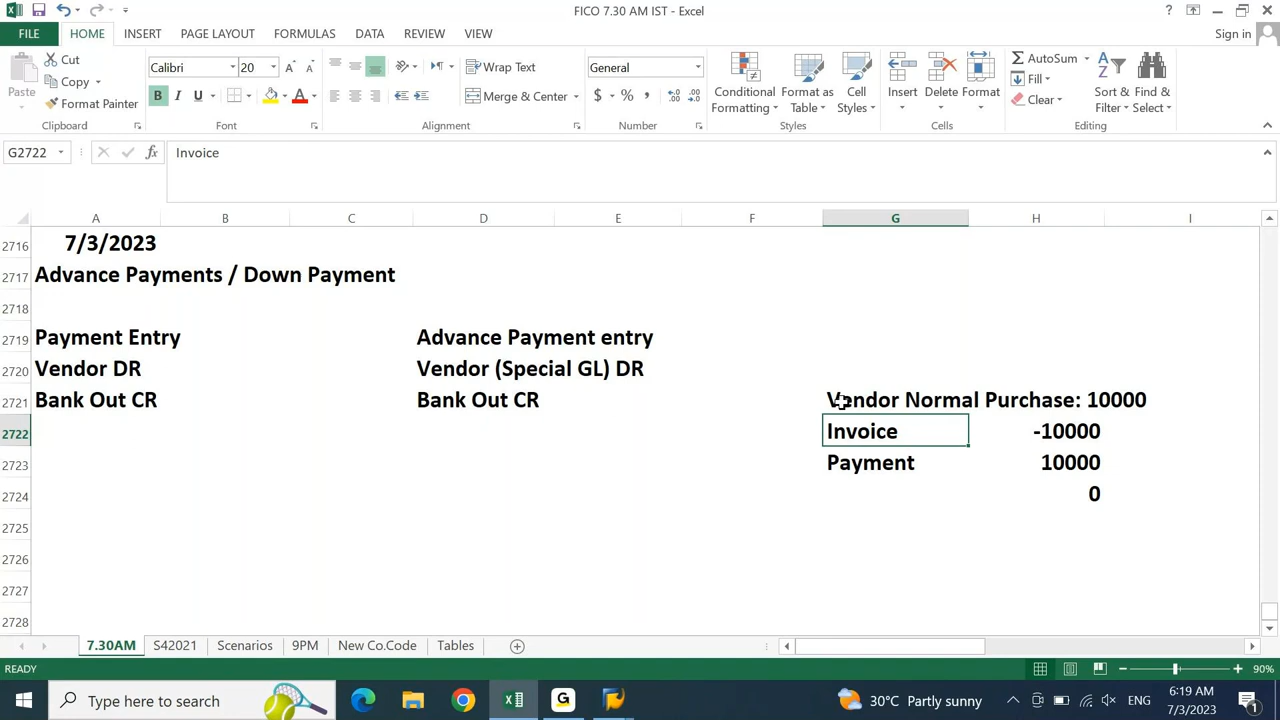 FICO 7.30 AM IST - Excel
FILE HOME INSERT PAGE LAYOUT FORMULAS DATA REVIEW VIEW Sign in
Paste Cut Copy Format Painter Clipboard
Calibri 20 Font
Wrap Text Merge & Center Alignment
General Number
Conditional Formatting Format as Table Cell Styles Styles
Insert Delete Format Cells
AutoSum Fill Clear Sort & Filter Find & Select Editing
G2722 Invoice
A B C D E F G H I
2716 7/3/2023
2717 Advance Payments / Down Payment
2718
2719 Payment Entry Advance Payment entry
2720 Vendor DR Vendor (Special GL) DR
2721 Bank Out CR Bank Out CR Vendor Normal Purchase: 10000
2722 Invoice -10000
2723 Payment 10000
2724 0
2725
2726
2727
2728
7.30AM S42021 Scenarios 9PM New Co.Code Tables
READY 90%
Type here to search 30°C Partly sunny ENG 6:19 AM
7/3/2023 1